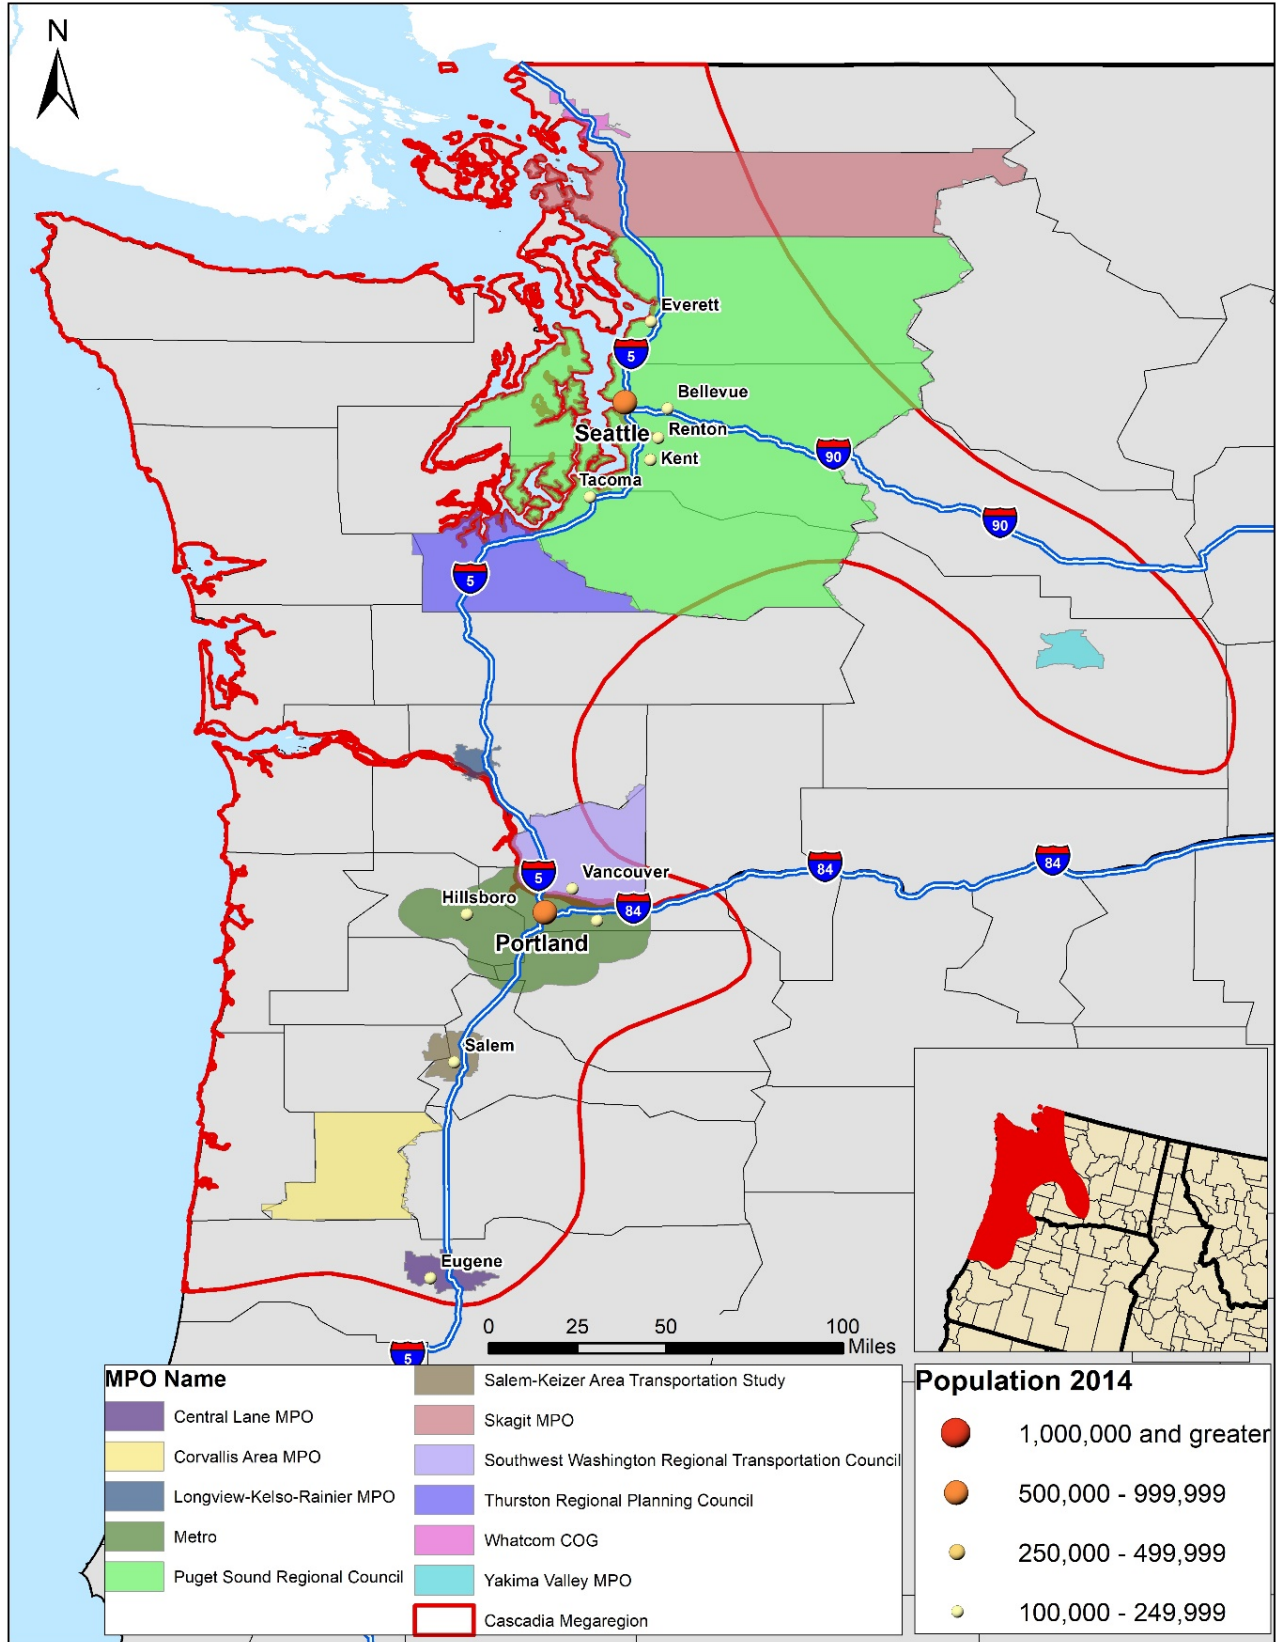 N
Everett
5
Bellevue
Seattle
Renton
90
Kent
Tacoma
90
5
84
84
5
Vancouver
Hillsboro
84
Portland
Salem
Eugene
0 25 50 100
Miles
5
MPO Name
Central Lane MPO
Corvallis Area MPO
Longview-Kelso-Rainier MPO
Metro
Puget Sound Regional Council
Salem-Keizer Area Transportation Study
Skagit MPO
Southwest Washington Regional Transportation Council
Thurston Regional Planning Council
Whatcom COG
Yakima Valley MPO
Cascadia Megaregion
Population 2014
1,000,000 and greater
500,000 - 999,999
250,000 - 499,999
100,000 - 249,999